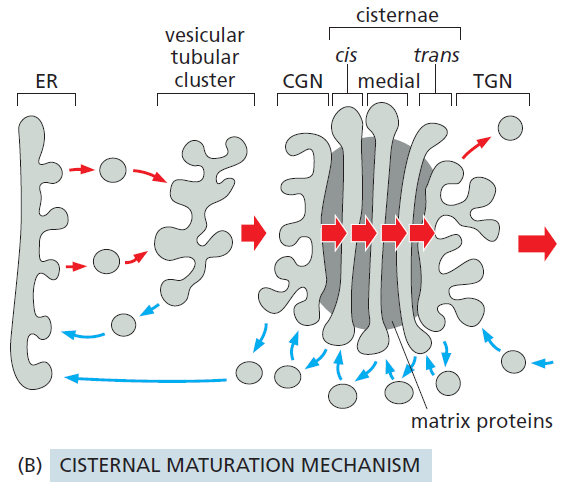 cisternae
vesicular
tubular
cluster
cis
trans
ER
CGN
medial
TGN
matrix proteins
(B) CISTERNAL MATURATION MECHANISM